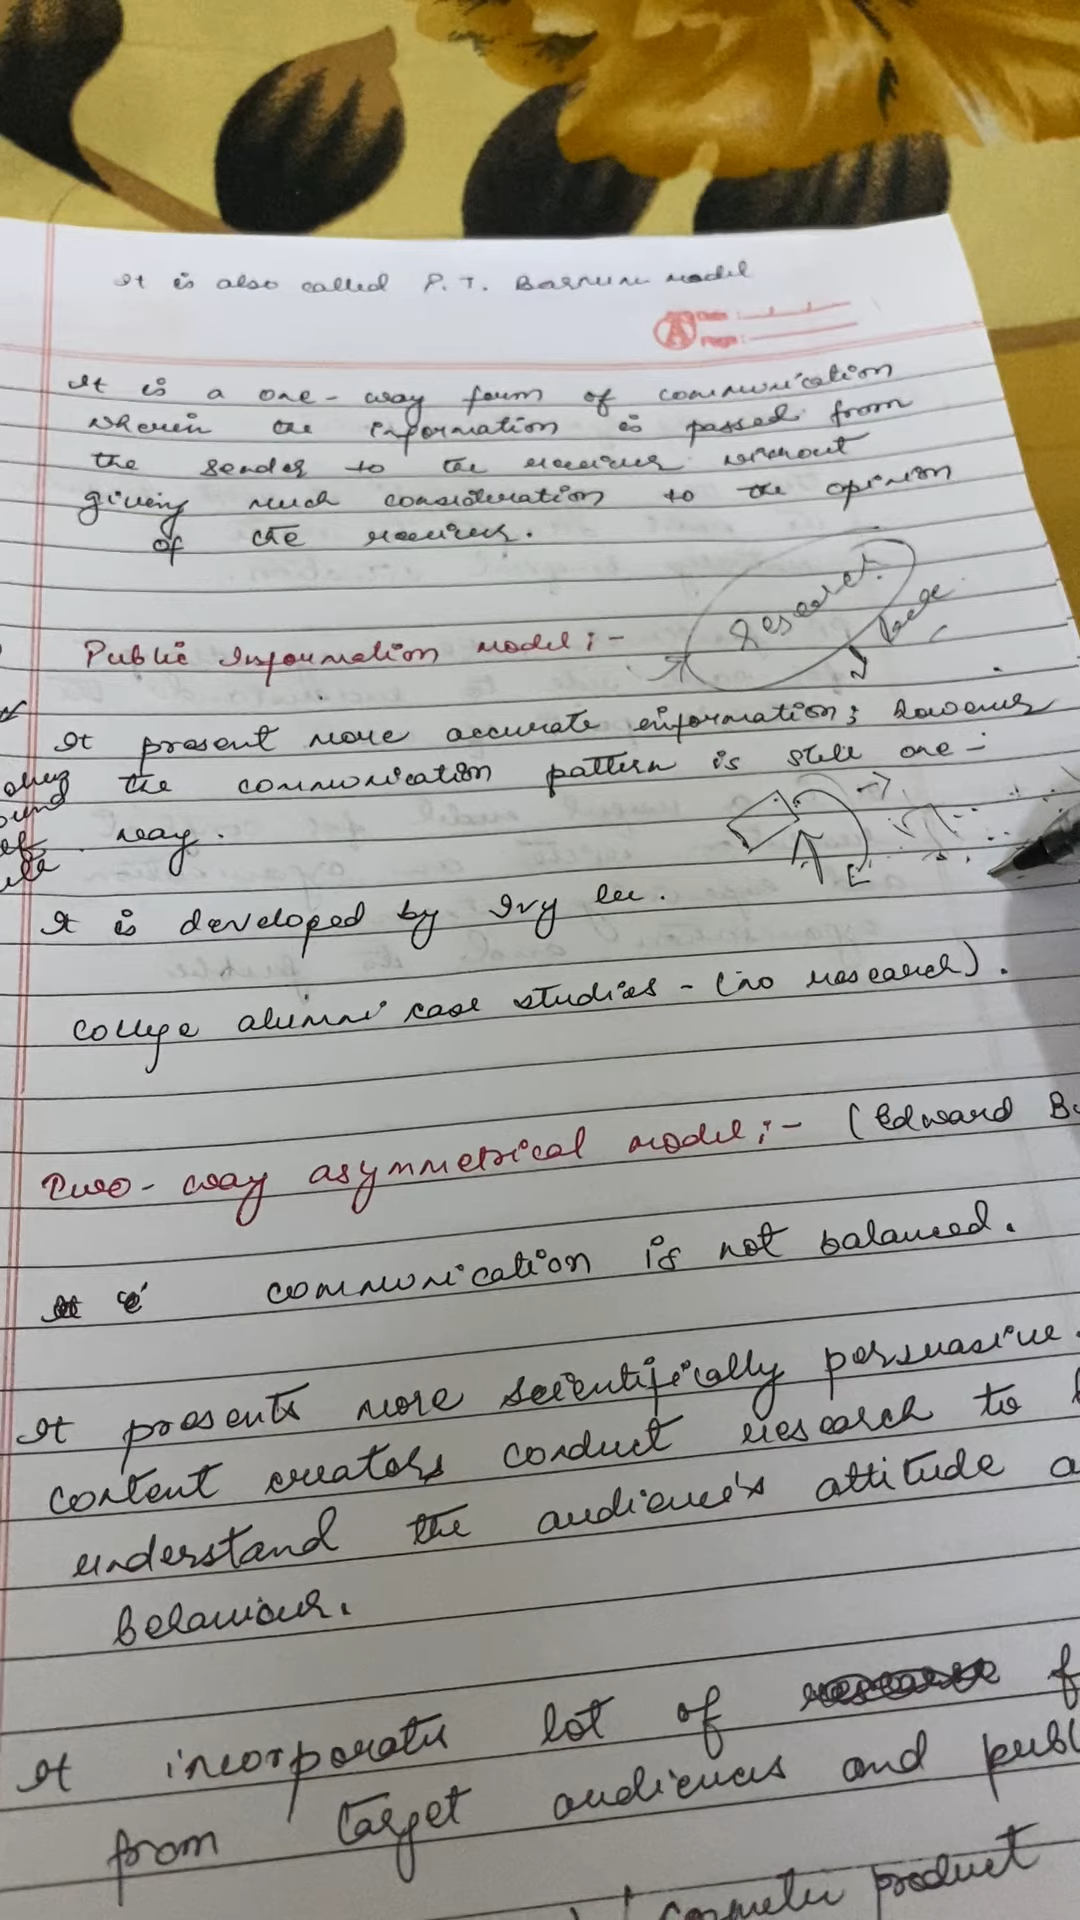 It is also called P.T. Barnum model
Date :
Page :
It is a one-way form of communication
wherein the information is passed from
the sender to the receiver without
giving much consideration to the opinion
of the receiver.
Research
Public Information model ;-
It present more accurate information; however
the communication pattern is still one-
way.
It is developed by Ivy lee.
College alumni case studies - (no research).
Two-way asymmetrical model ;- (Edward B
communication is not balanced.
It presents more scientifically persuasive.
content creators conduct research to
understand the audience's attitude a
behaviour.
It incorporate lot of f
from target audiences and publ
cosmetic product